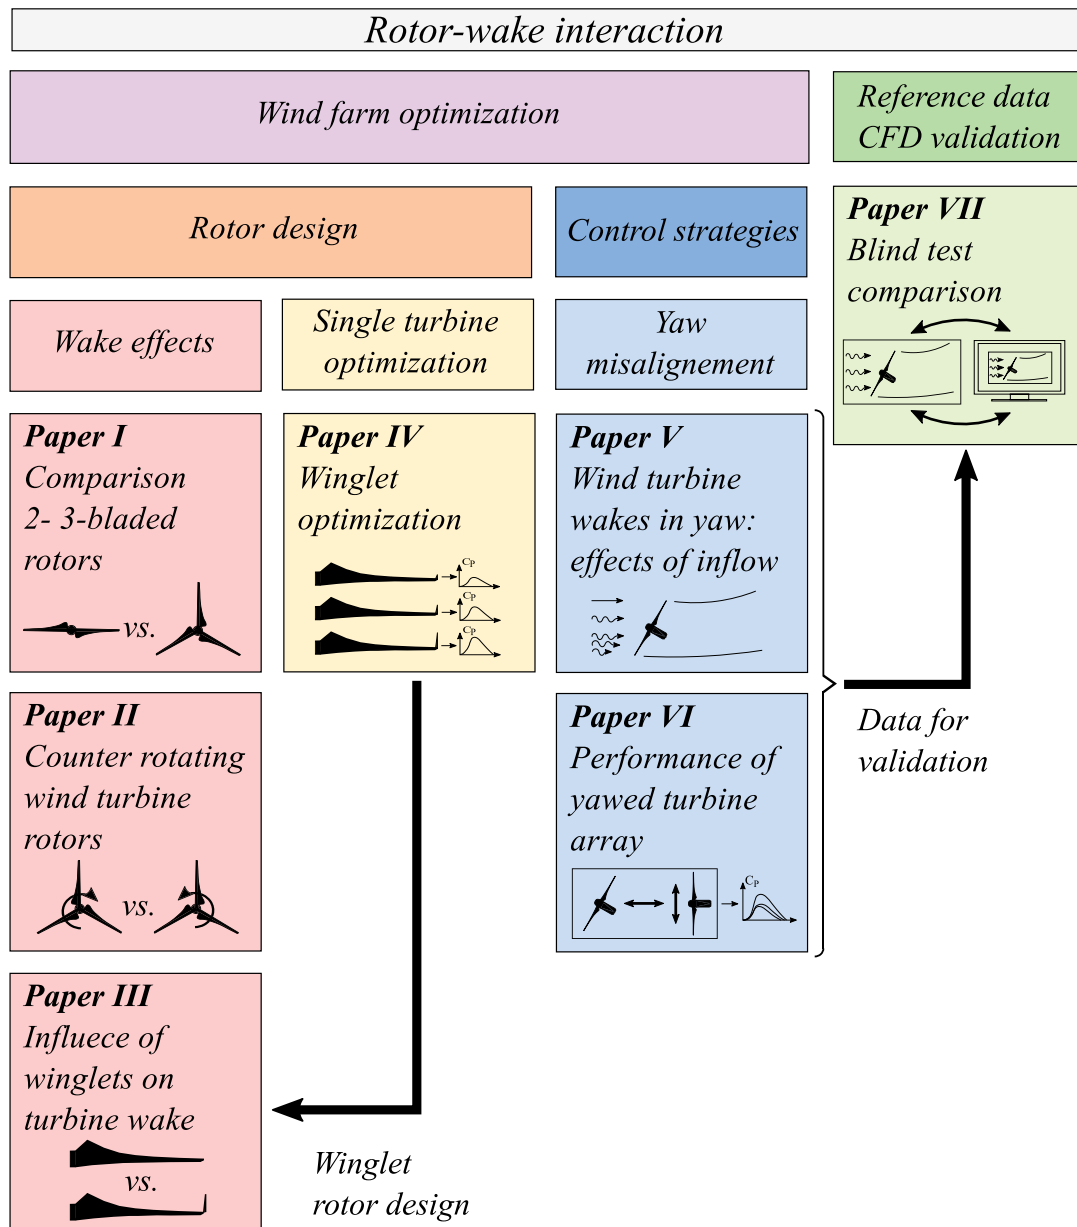 Rotor-wake interaction
Wind farm optimization
Reference data
CFD validation
Rotor design
Control strategies
Wake effects
Single turbine
optimization
Yaw
misalignement
Paper I
Comparison
2- 3-bladed
rotors
vs.
Paper II
Counter rotating
wind turbine
rotors
vs.
Paper III
Influece of
winglets on
turbine wake
vs.
Paper IV
Winglet
optimization
CP
CP
CP
Winglet
rotor design
Paper V
Wind turbine
wakes in yaw:
effects of inflow
Paper VI
Performance of
yawed turbine
array
CP
Data for
validation
Paper VII
Blind test
comparison